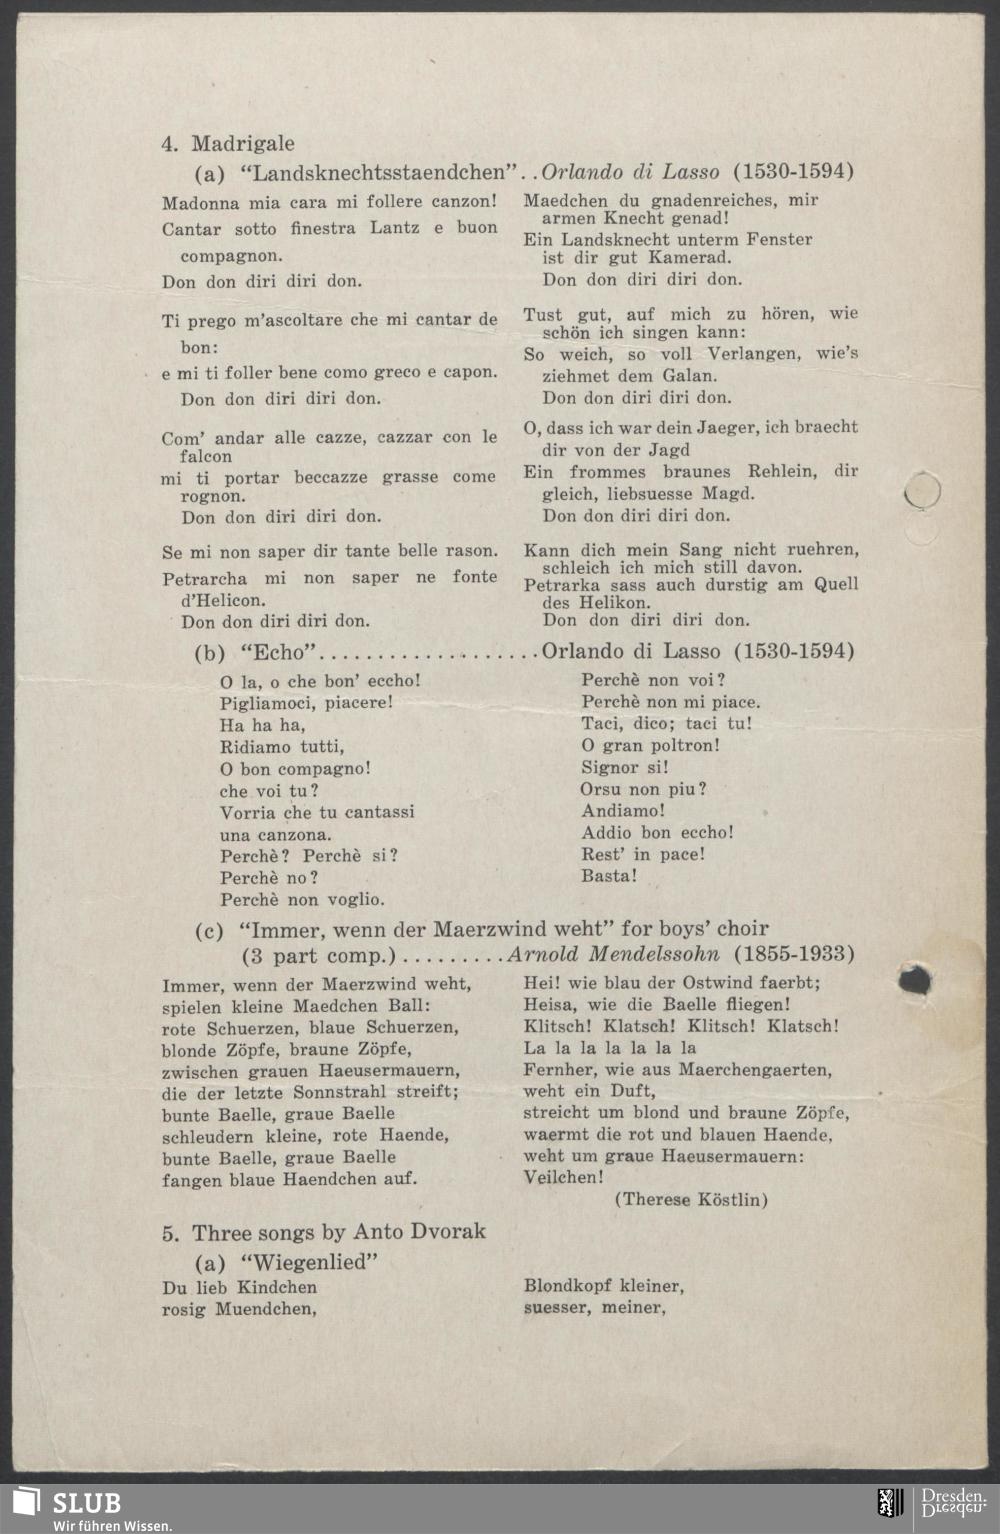 4. Madrigale
(a) “Landsknechtsstaendchen”. .Orlando di Lasso (1530-1594)
Madonna mia cara mi follere canzon!
Cantar sotto finestra Lantz e buon
compagnon.
Don don diri diri don.
Ti prego m’ascoltare che mi cantar de
bon:
e mi ti foller bene como greco e capon.
Don don diri diri don.
Com’ andar alle cazze, cazzar con le
falcon
mi ti portar beccazze grasse come
rognon.
Don don diri diri don.
Se mi non saper dir tante belle rason.
Petrarcha mi non saper ne fonte
d’Helicon.
Don don diri diri don.
Maedchen du gnadenreiches, mir
armen Knecht genad!
Ein Landsknecht unterm Fenster
ist dir gut Kamerad.
Don don diri diri don.
Tust gut, auf mich zu hören, wie
schön ich singen kann:
So weich, so voll Verlangen, wie’s
ziehmet dem Galan.
Don don diri diri don.
O, dass ich war dein Jaeger, ich braecht
dir von der Jagd
Ein frommes braunes Rehlein, dir
gleich, liebsuesse Magd.
Don don diri diri don.
Kann dich mein Sang nicht ruehren,
schleich ich mich still davon.
Petrarka sass auch durstig am Quell
des Helikon.
Don don diri diri don.
(b) “Echo”...................Orlando di Lasso (1530-1594)
O la, o che bon’ eccho!
Pigliamoci, piacere!
Ha ha ha,
Ridiamo tutti,
O bon compagno!
che voi tu?
Vorria che tu cantassi
una canzona.
Perchè? Perchè si?
Perchè no?
Perchè non voglio.
Perchè non voi?
Perchè non mi piace.
Taci, dico; taci tu!
O gran poltron!
Signor si!
Orsu non piu?
Andiamo!
Addio bon eccho!
Rest’ in pace!
Basta!
(c) “Immer, wenn der Maerzwind weht” for boys’ choir
(3 part comp.).........Arnold Mendelssohn (1855-1933)
Immer, wenn der Maerzwind weht,
spielen kleine Maedchen Ball:
rote Schuerzen, blaue Schuerzen,
blonde Zöpfe, braune Zöpfe,
zwischen grauen Haeusermauern,
die der letzte Sonnstrahl streift;
bunte Baelle, graue Baelle
schleudern kleine, rote Haende,
bunte Baelle, graue Baelle
fangen blaue Haendchen auf.
Hei! wie blau der Ostwind faerbt;
Heisa, wie die Baelle fliegen!
Klitsch! Klatsch! Klitsch! Klatsch!
La la la la la la la
Fernher, wie aus Maerchengaerten,
weht ein Duft,
streicht um blond und braune Zöpfe,
waermt die rot und blauen Haende,
weht um graue Haeusermauern:
Veilchen!
(Therese Köstlin)
5. Three songs by Anto Dvorak
(a) “Wiegenlied”
Du lieb Kindchen
rosig Muendchen,
Blondkopf kleiner,
suesser, meiner,
SLUB
Wir führen Wissen.
Dresden.